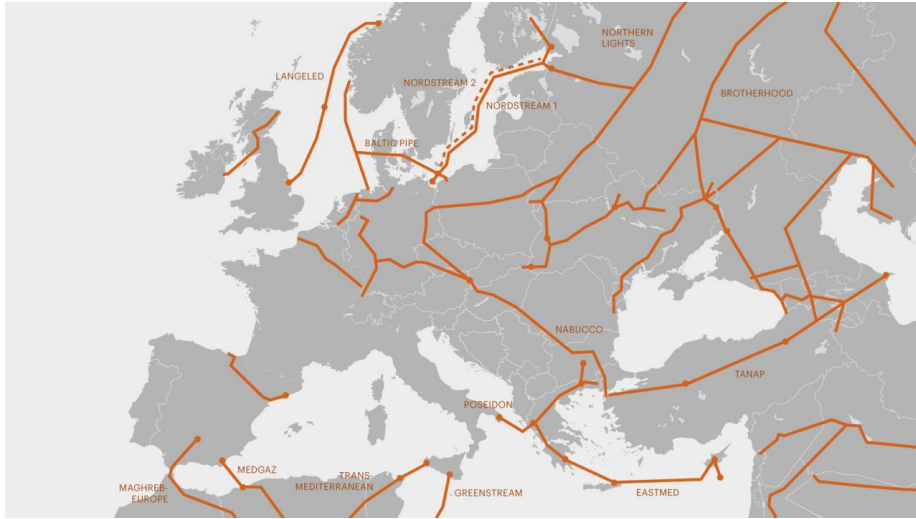 NORTHERN
LIGHTS
LANGELED
NORDSTREAM 2
BROTHERHOOD
NORDSTREAM 1
BALTIC PIPE
NABUCCO
TANAP
POSEIDON
MEDGAZ
TRANS
MEDITERRANEAN
MAGHREB-
EUROPE
GREENSTREAM
EASTMED